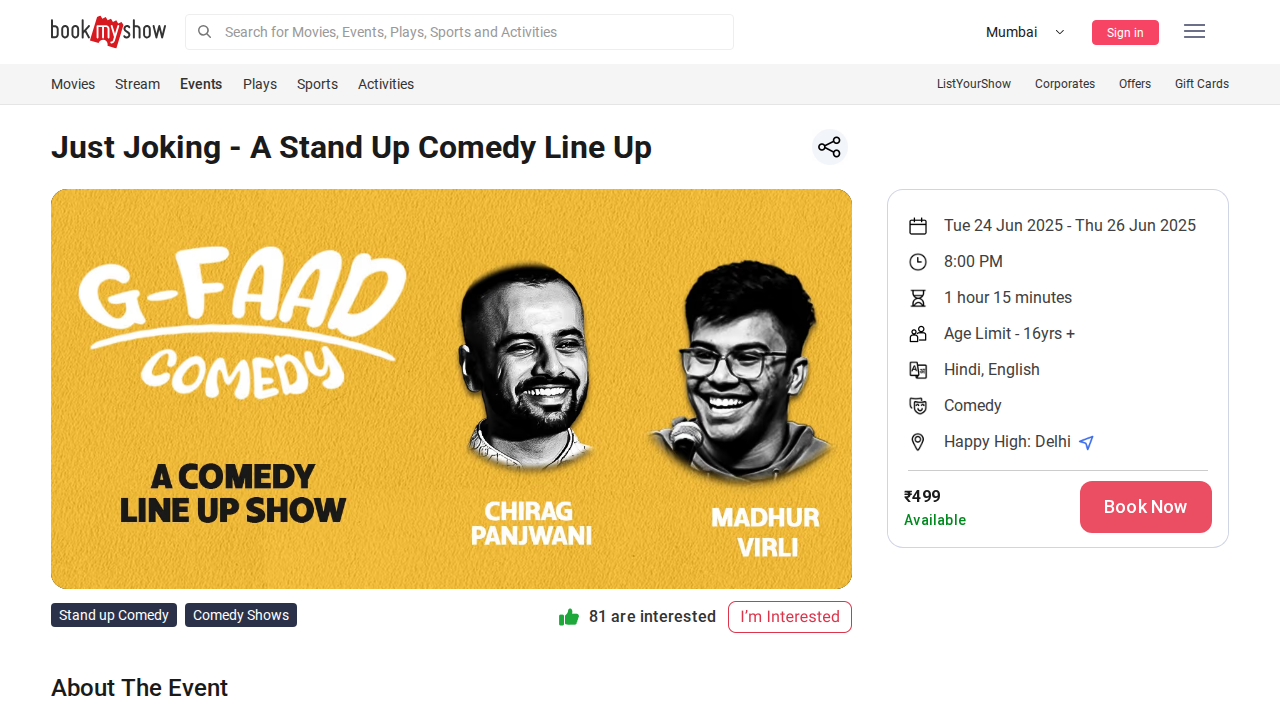 book my show
Search for Movies, Events, Plays, Sports and Activities
Mumbai
Sign in
Movies Stream Events Plays Sports Activities
ListYourShow Corporates Offers Gift Cards
Just Joking - A Stand Up Comedy Line Up
G-FAAD
COMEDY
A COMEDY
LINE UP SHOW
CHIRAG
PANJWANI
MADHUR
VIRLI
Tue 24 Jun 2025 - Thu 26 Jun 2025
8:00 PM
1 hour 15 minutes
Age Limit - 16yrs +
Hindi, English
Comedy
Happy High: Delhi
₹499
Available
Book Now
Stand up Comedy Comedy Shows
81 are interested
I’m Interested
About The Event